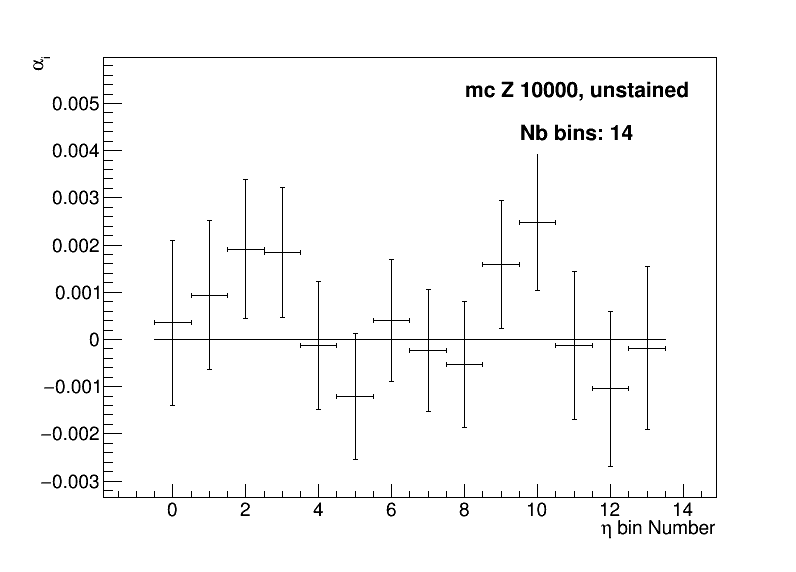 αi
mc Z 10000, unstained
Nb bins: 14
0.005
0.004
0.003
0.002
0.001
0
−0.001
−0.002
−0.003
0 2 4 6 8 10 12 14
η bin Number